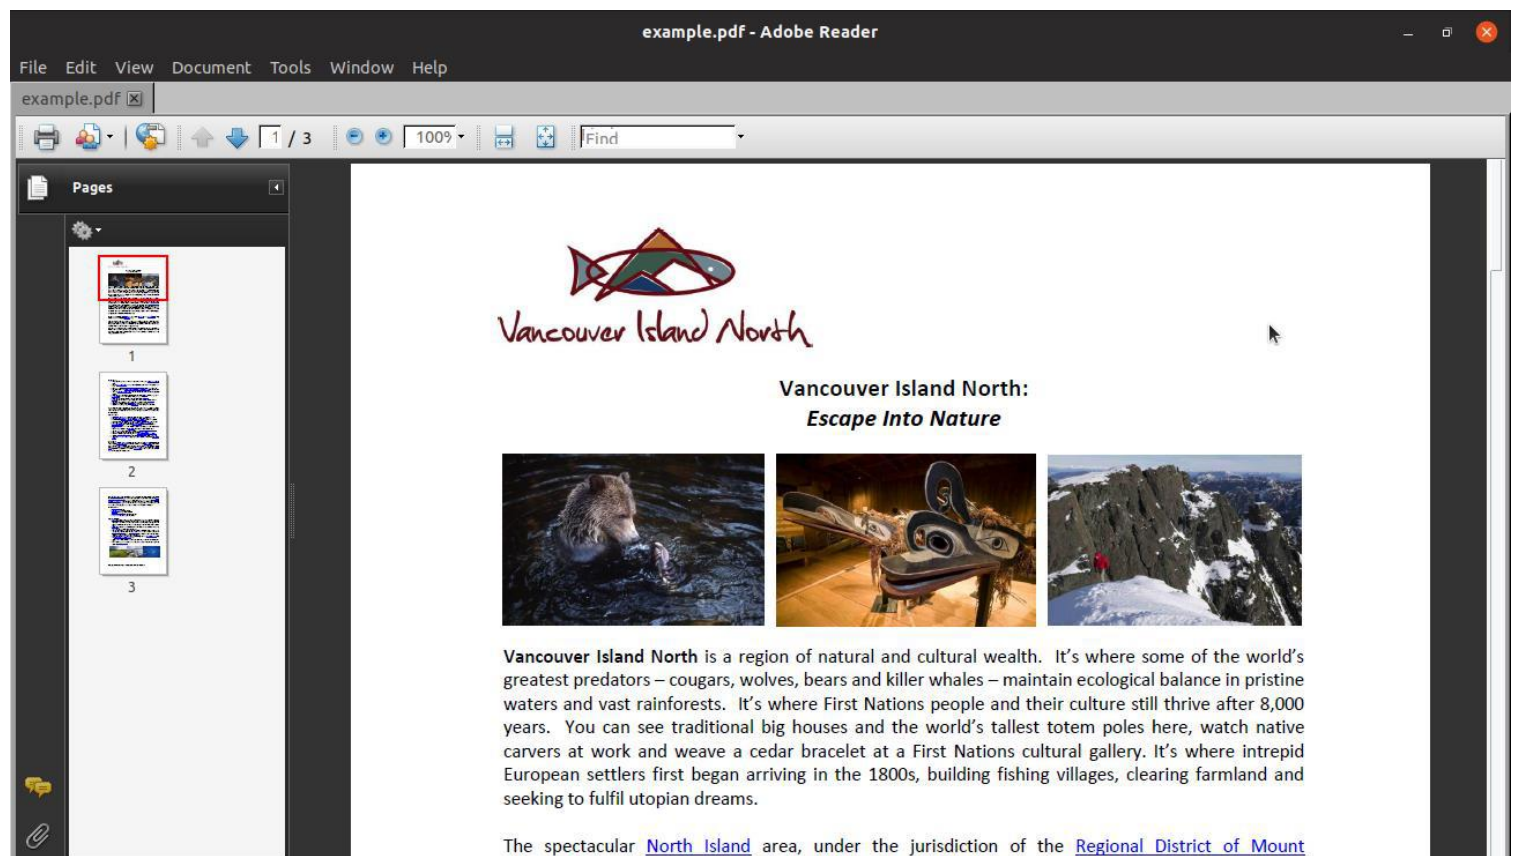 example.pdf - Adobe Reader
File Edit View Document Tools Window Help
example.pdf
1 / 3 100% Find
Pages
1
2
3
Vancouver Island North
Vancouver Island North:
Escape Into Nature
Vancouver Island North is a region of natural and cultural wealth. It's where some of the world's
greatest predators – cougars, wolves, bears and killer whales – maintain ecological balance in pristine
waters and vast rainforests. It's where First Nations people and their culture still thrive after 8,000
years. You can see traditional big houses and the world's tallest totem poles here, watch native
carvers at work and weave a cedar bracelet at a First Nations cultural gallery. It's where intrepid
European settlers first began arriving in the 1800s, building fishing villages, clearing farmland and
seeking to fulfil utopian dreams.
The spectacular North Island area, under the jurisdiction of the Regional District of Mount